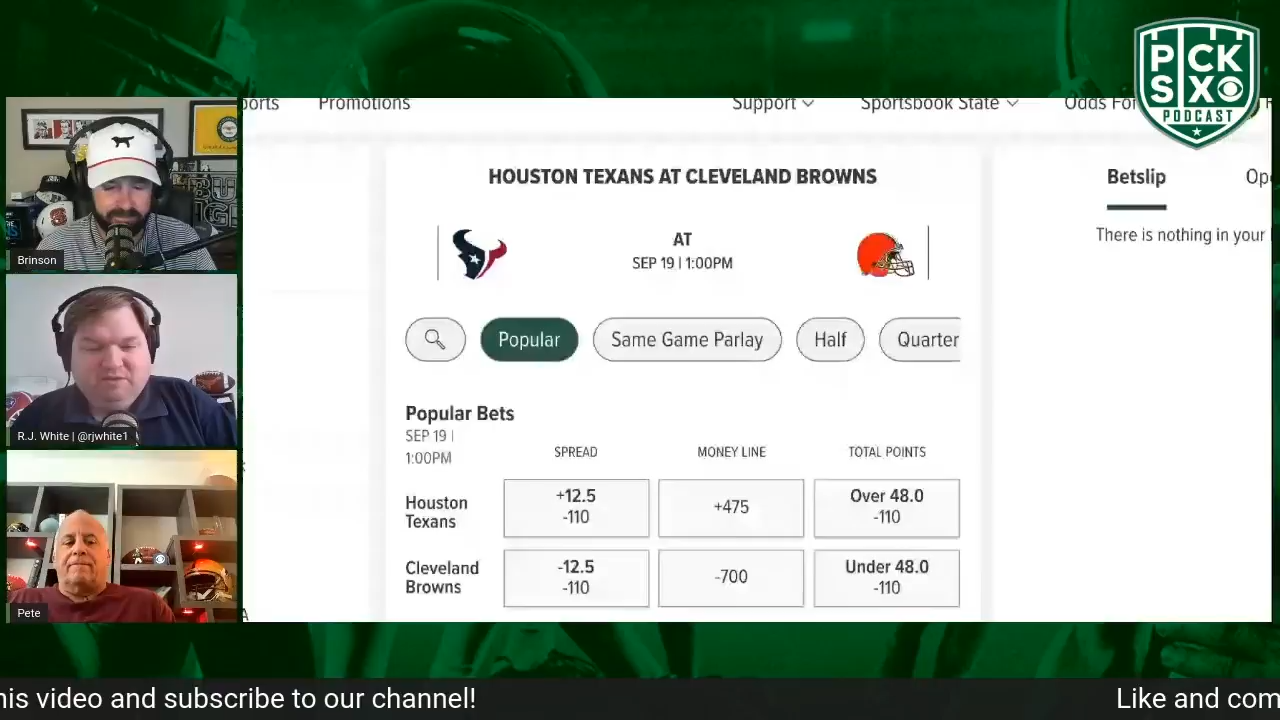 PICK
SIX
PODCAST
Promotions
Support
Sportsbook State
Odds For
HOUSTON TEXANS AT CLEVELAND BROWNS
Betslip
Ope
AT
SEP 19 | 1:00PM
There is nothing in your
Brinson
Popular
Same Game Parlay
Half
Quarter
R.J. White | @rjwhite1
Popular Bets
SEP 19 |
1:00PM
SPREAD
MONEY LINE
TOTAL POINTS
Houston
Texans
+12.5
-110
+475
Over 48.0
-110
Cleveland
Browns
-12.5
-110
-700
Under 48.0
-110
Pete
his video and subscribe to our channel!
Like and com